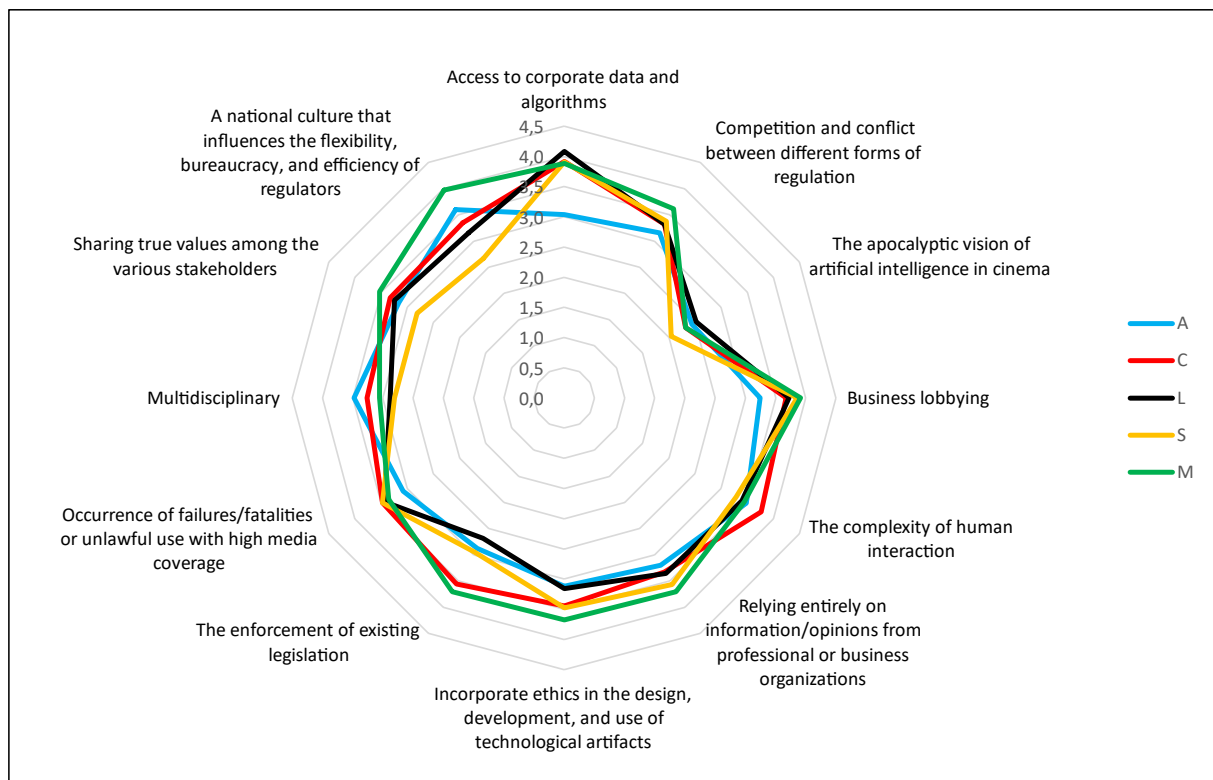 Access to corporate data and
algorithms
Competition and conflict
between different forms of
regulation
The apocalyptic vision of
artificial intelligence in cinema
Business lobbying
The complexity of human
interaction
Relying entirely on
information/opinions from
professional or business
organizations
Incorporate ethics in the design,
development, and use of
technological artifacts
The enforcement of existing
legislation
Occurrence of failures/fatalities
or unlawful use with high media
coverage
Multidisciplinary
Sharing true values among the
various stakeholders
A national culture that
influences the flexibility,
bureaucracy, and efficiency of
regulators
4,5
4,0
3,5
3,0
2,5
2,0
1,5
1,0
0,5
0,0
A
C
L
S
M